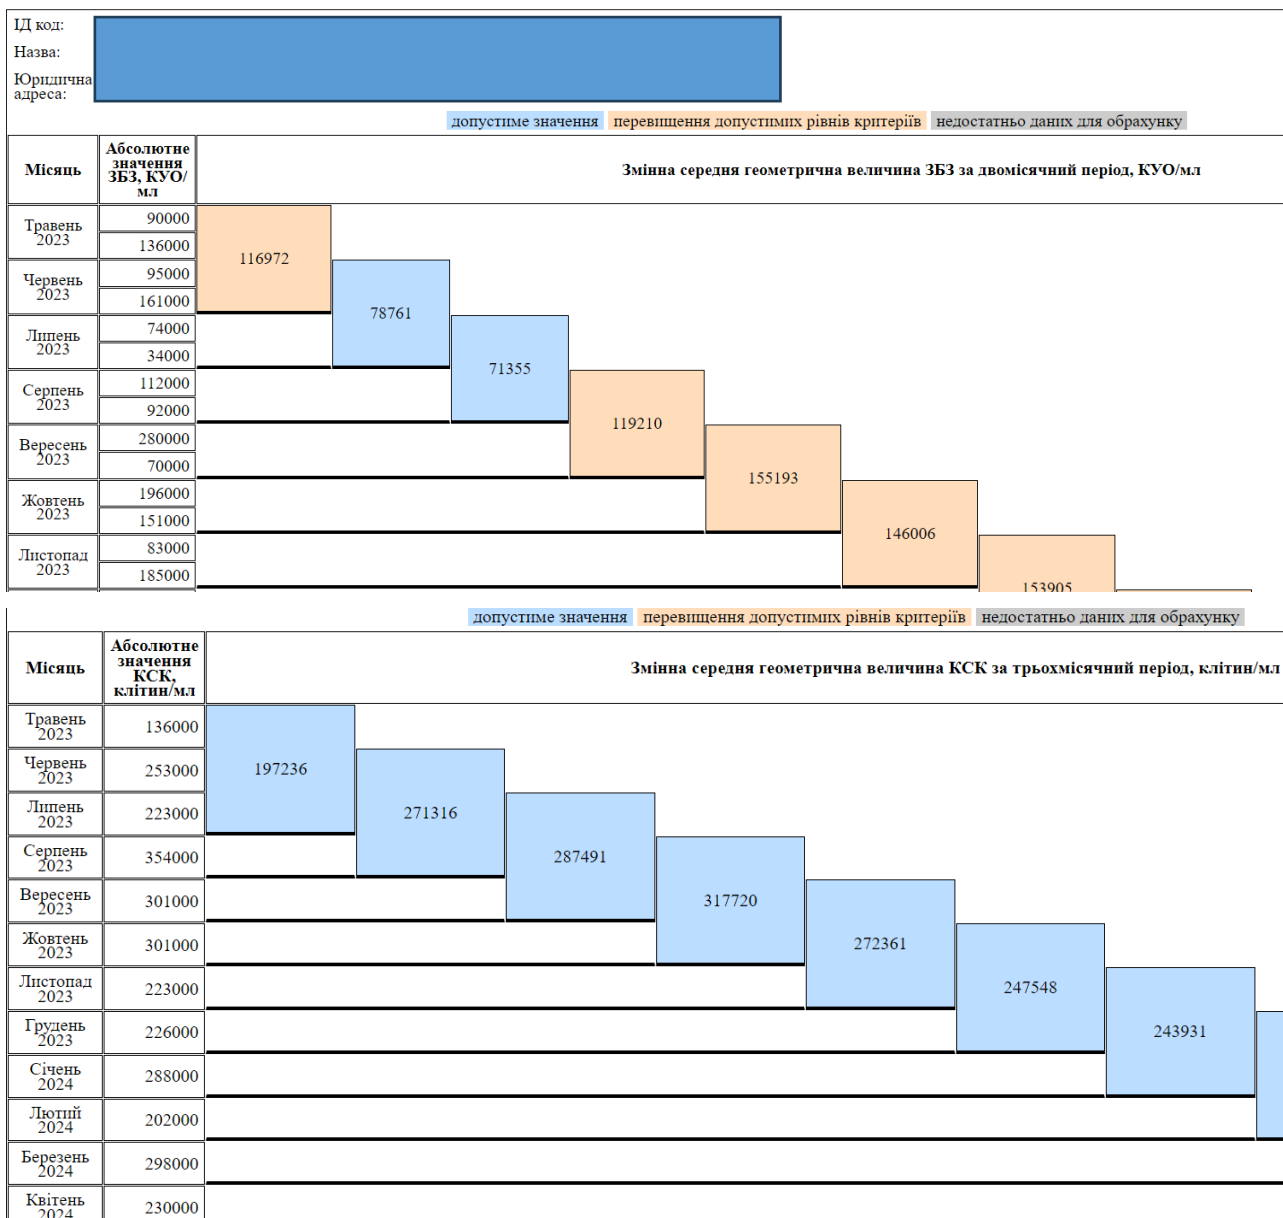 ІД код:
Назва:
Юридична
адреса:
допустиме значення перевищення допустимих рівнів критеріїв недостатньо даних для обрахунку
Місяць
Абсолютне
значення
ЗБЗ, КУО/
мл
Змінна середня геометрична величина ЗБЗ за двомісячний період, КУО/мл
Травень
2023
90000
136000
116972
Червень
2023
95000
161000
78761
Липень
2023
74000
34000
71355
Серпень
2023
112000
92000
119210
Вересень
2023
280000
70000
155193
Жовтень
2023
196000
151000
146006
Листопад
2023
83000
185000
153905
допустиме значення перевищення допустимих рівнів критеріїв недостатньо даних для обрахунку
Місяць
Абсолютне
значення
КСК,
клітин/мл
Змінна середня геометрична величина КСК за трьохмісячний період, клітин/мл
Травень
2023
136000
Червень
2023
253000
197236
Липень
2023
223000
271316
Серпень
2023
354000
287491
Вересень
2023
301000
317720
Жовтень
2023
301000
272361
Листопад
2023
223000
247548
Грудень
2023
226000
243931
Січень
2024
288000
Лютий
2024
202000
Березень
2024
298000
Квітень
2024
230000